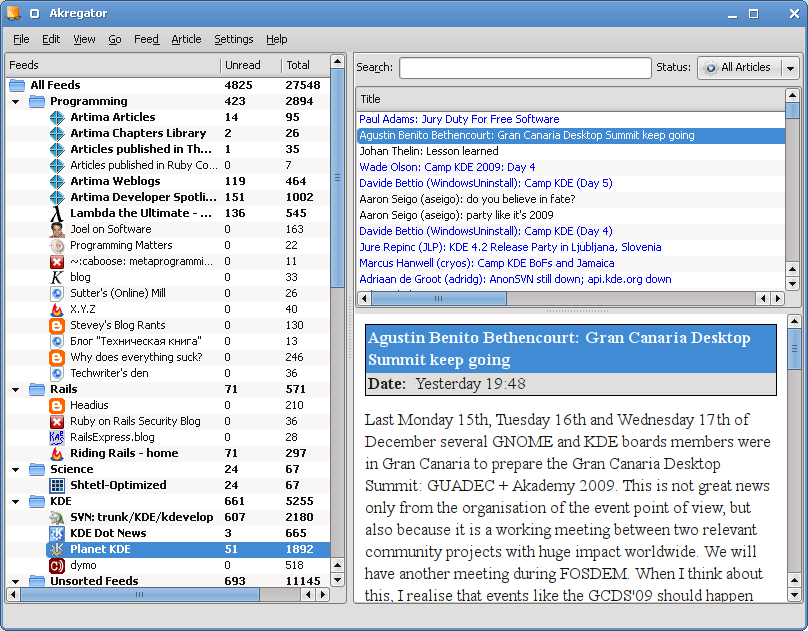 Akregator
File Edit View Go Feed Article Settings Help
Feeds Unread Total
All Feeds 4825 27548
Programming 423 2894
Artima Articles 14 95
Artima Chapters Library 2 26
Articles published in Th... 1 35
Articles published in Ruby Co... 0 7
Artima Weblogs 119 464
Artima Developer Spotli... 151 1002
Lambda the Ultimate - ... 136 545
Joel on Software 0 163
Programming Matters 0 22
~:caboose: metaprogrammi... 0 11
blog 0 33
Sutter's (Online) Mill 0 26
X.Y.Z 0 40
Stevey's Blog Rants 0 130
Блог "Техническая книга" 0 13
Why does everything suck? 0 246
Techwriter's den 0 36
Rails 71 571
Headius 0 210
Ruby on Rails Security Blog 0 36
RailsExpress.blog 0 28
Riding Rails - home 71 297
Science 24 67
Shtetl-Optimized 24 67
KDE 661 5255
SVN: trunk/KDE/kdevelop 607 2180
KDE Dot News 3 665
Planet KDE 51 1892
dymo 0 518
Unsorted Feeds 693 11145
Search: Status: All Articles
Title
Paul Adams: Jury Duty For Free Software
Agustin Benito Bethencourt: Gran Canaria Desktop Summit keep going
Johan Thelin: Lesson learned
Wade Olson: Camp KDE 2009: Day 4
Davide Bettio (WindowsUninstall): Camp KDE (Day 5)
Aaron Seigo (aseigo): do you believe in fate?
Aaron Seigo (aseigo): party like it's 2009
Davide Bettio (WindowsUninstall): Camp KDE (Day 4)
Jure Repinc (JLP): KDE 4.2 Release Party in Ljubljana, Slovenia
Marcus Hanwell (cryos): Camp KDE BoFs and Jamaica
Adriaan de Groot (adridg): AnonSVN still down; api.kde.org down
Agustin Benito Bethencourt: Gran Canaria Desktop
Summit keep going
Date: Yesterday 19:48
Last Monday 15th, Tuesday 16th and Wednesday 17th of
December several GNOME and KDE boards members were
in Gran Canaria to prepare the Gran Canaria Desktop
Summit: GUADEC + Akademy 2009. This is not great news
only from the organisation of the event point of view, but
also because it is a working meeting between two relevant
community projects with huge impact worldwide. We will
have another meeting during FOSDEM. When I think about
this, I realise that events like the GCDS'09 should happen